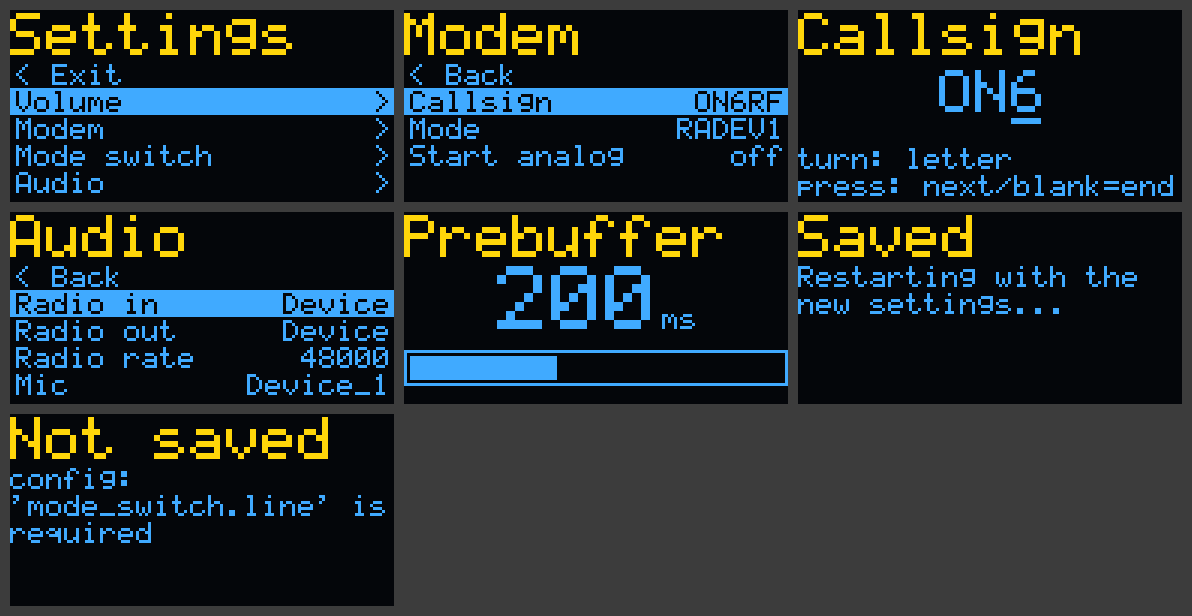 Settings
< Exit
Volume >
Modem >
Mode switch >
Audio >
Modem
< Back
Callsign ON6RF
Mode RADEV1
Start analog off
Callsign
ON6
turn: letter
press: next/blank=end
Audio
< Back
Radio in Device
Radio out Device
Radio rate 48000
Mic Device_1
Prebuffer
200 ms
Saved
Restarting with the
new settings...
Not saved
config:
'mode_switch.line' is
required